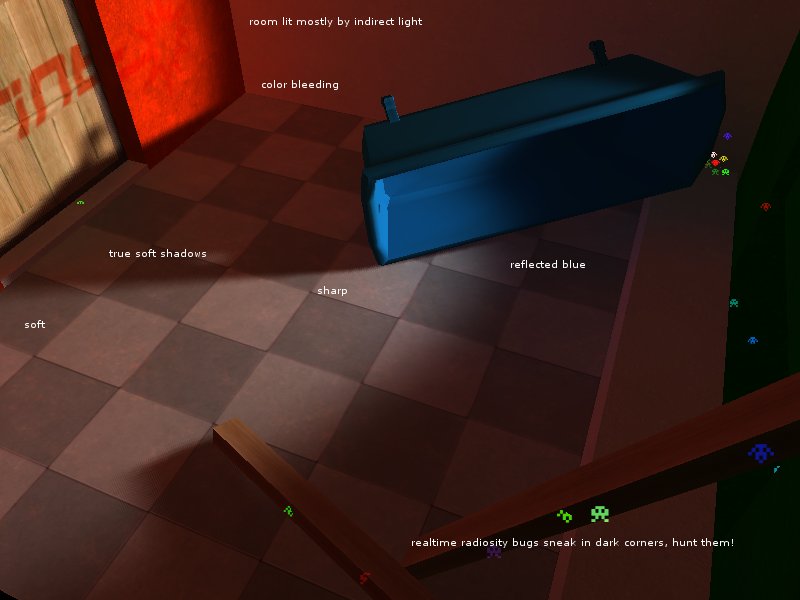 room lit mostly by indirect light
color bleeding
true soft shadows
reflected blue
sharp
soft
realtime radiosity bugs sneak in dark corners, hunt them!